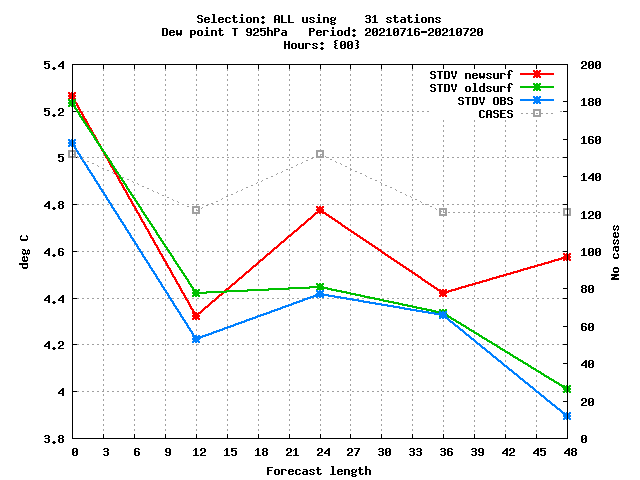 Selection: ALL using    31 stations
Dew point T 925hPa   Period: 20210716-20210720
Hours: {00}
STDV newsurf
STDV oldsurf
STDV OBS
CASES
5.4
5.2
5
4.8
4.6
4.4
4.2
4
3.8
deg C
200
180
160
140
120
100
80
60
40
20
0
No cases
0 3 6 9 12 15 18 21 24 27 30 33 36 39 42 45 48
Forecast length